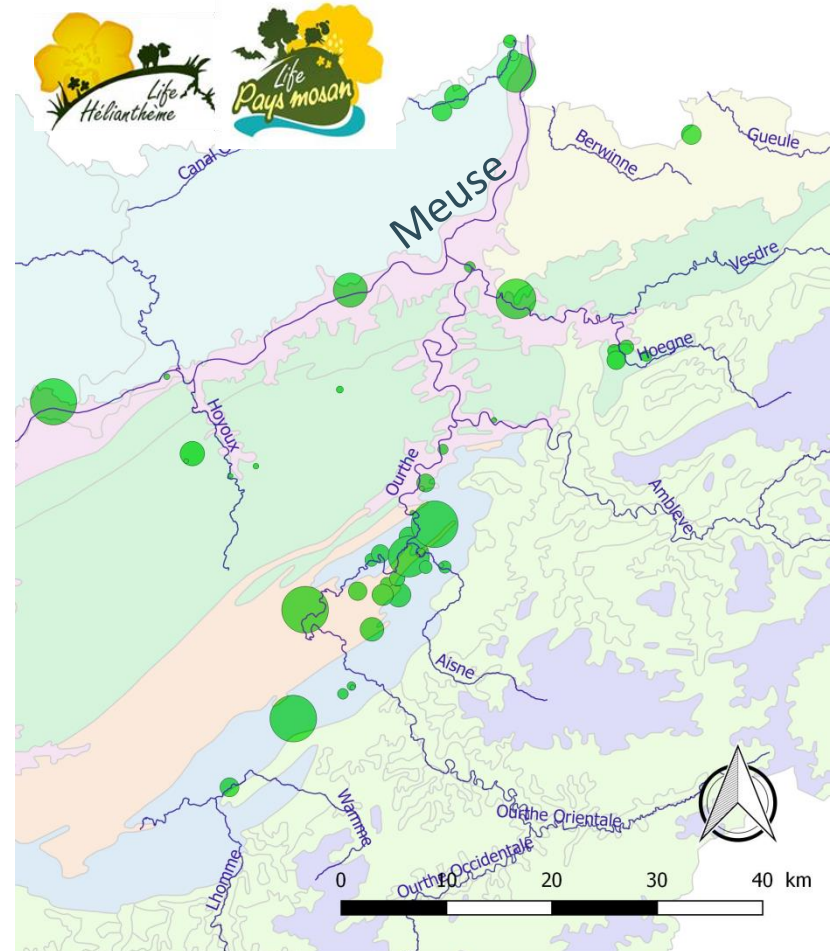 Life
Hélianthème
Life
Pays mosan
Canal
Meuse
Berwinne
Gueule
Vesdre
Hoegne
Hoyoux
Ourthe
Amblève
Aisne
Ourthe Orientale
Wamme
Ourthe Occidentale
Lhomme
0 10 20 30 40 km